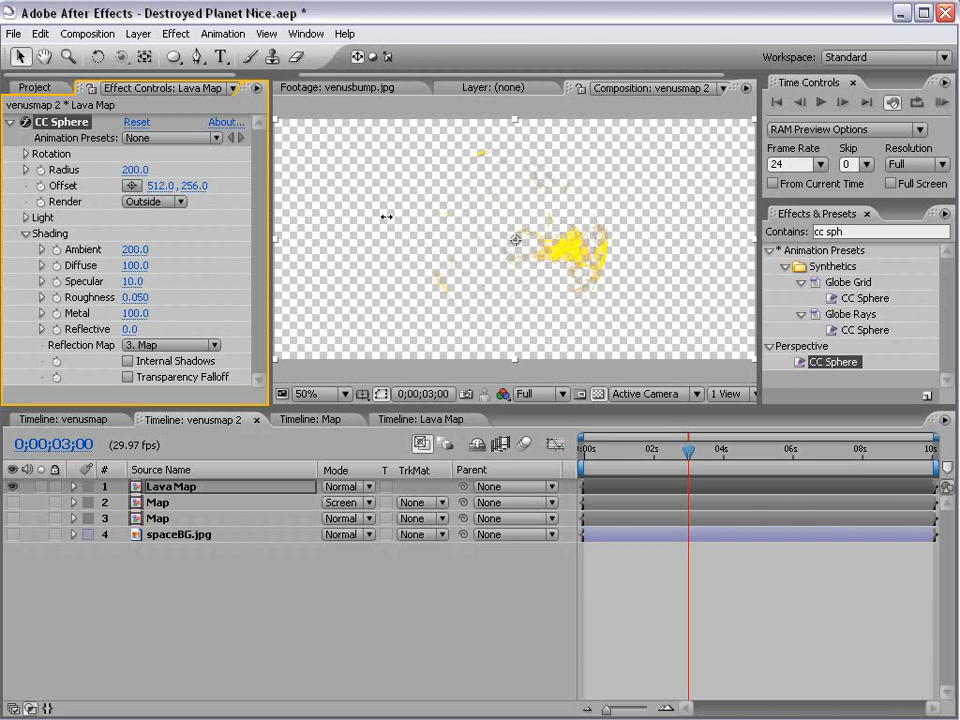 Adobe After Effects - Destroyed Planet Nice.aep *
File Edit Composition Layer Effect Animation View Window Help
Workspace: Standard
Project Effect Controls: Lava Map
Footage: venusbump.jpg Layer: (none) Composition: venusmap 2
venusmap 2 * Lava Map
CC Sphere Reset About...
Animation Presets: None
Rotation
Radius 200.0
Offset 512.0, 256.0
Render Outside
Light
Shading
Ambient 200.0
Diffuse 100.0
Specular 10.0
Roughness 0.050
Metal 100.0
Reflective 0.0
Reflection Map 3. Map
Internal Shadows
Transparency Falloff
50% 0;00;03;00 Full Active Camera 1 View
Time Controls
RAM Preview Options
Frame Rate Skip Resolution
24 0 Full
From Current Time Full Screen
Effects & Presets
Contains: cc sph
* Animation Presets
Synthetics
Globe Grid
CC Sphere
Globe Rays
CC Sphere
Perspective
CC Sphere
Timeline: venusmap Timeline: venusmap 2 Timeline: Map Timeline: Lava Map
0;00;03;00 (29.97 fps)
:00s 02s 04s 06s 08s 10s
# Source Name Mode T TrkMat Parent
1 Lava Map Normal None
2 Map Screen None None
3 Map Normal None None
4 spaceBG.jpg Normal None None